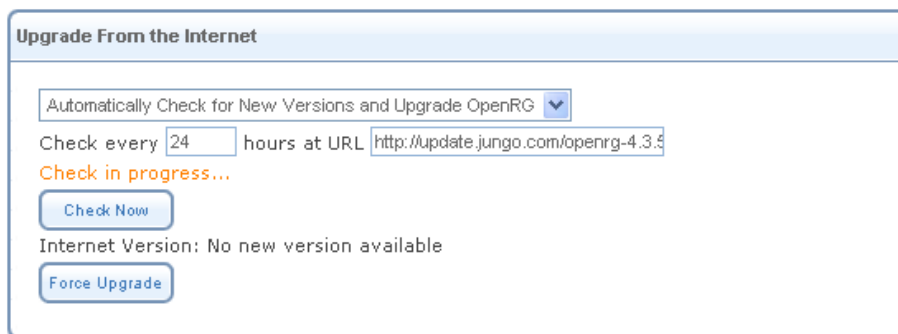 Upgrade From the Internet
Automatically Check for New Versions and Upgrade OpenRG
Check every 24 hours at URL http://update.jungo.com/openrg-4.3.5
Check in progress...
Check Now
Internet Version: No new version available
Force Upgrade